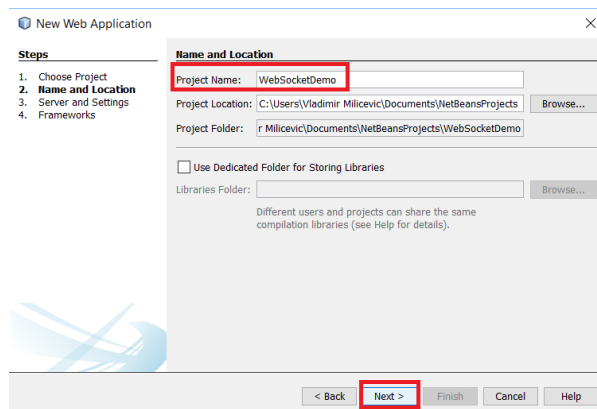 New Web Application
Steps
1. Choose Project
2. Name and Location
3. Server and Settings
4. Frameworks
Name and Location
Project Name: WebSocketDemo
Project Location: C:\Users\Vladimir Milicevic\Documents\NetBeansProjects Browse...
Project Folder: r Milicevic\Documents\NetBeansProjects\WebSocketDemo
Use Dedicated Folder for Storing Libraries
Libraries Folder: Browse...
Different users and projects can share the same
compilation libraries (see Help for details).
< Back Next > Finish Cancel Help